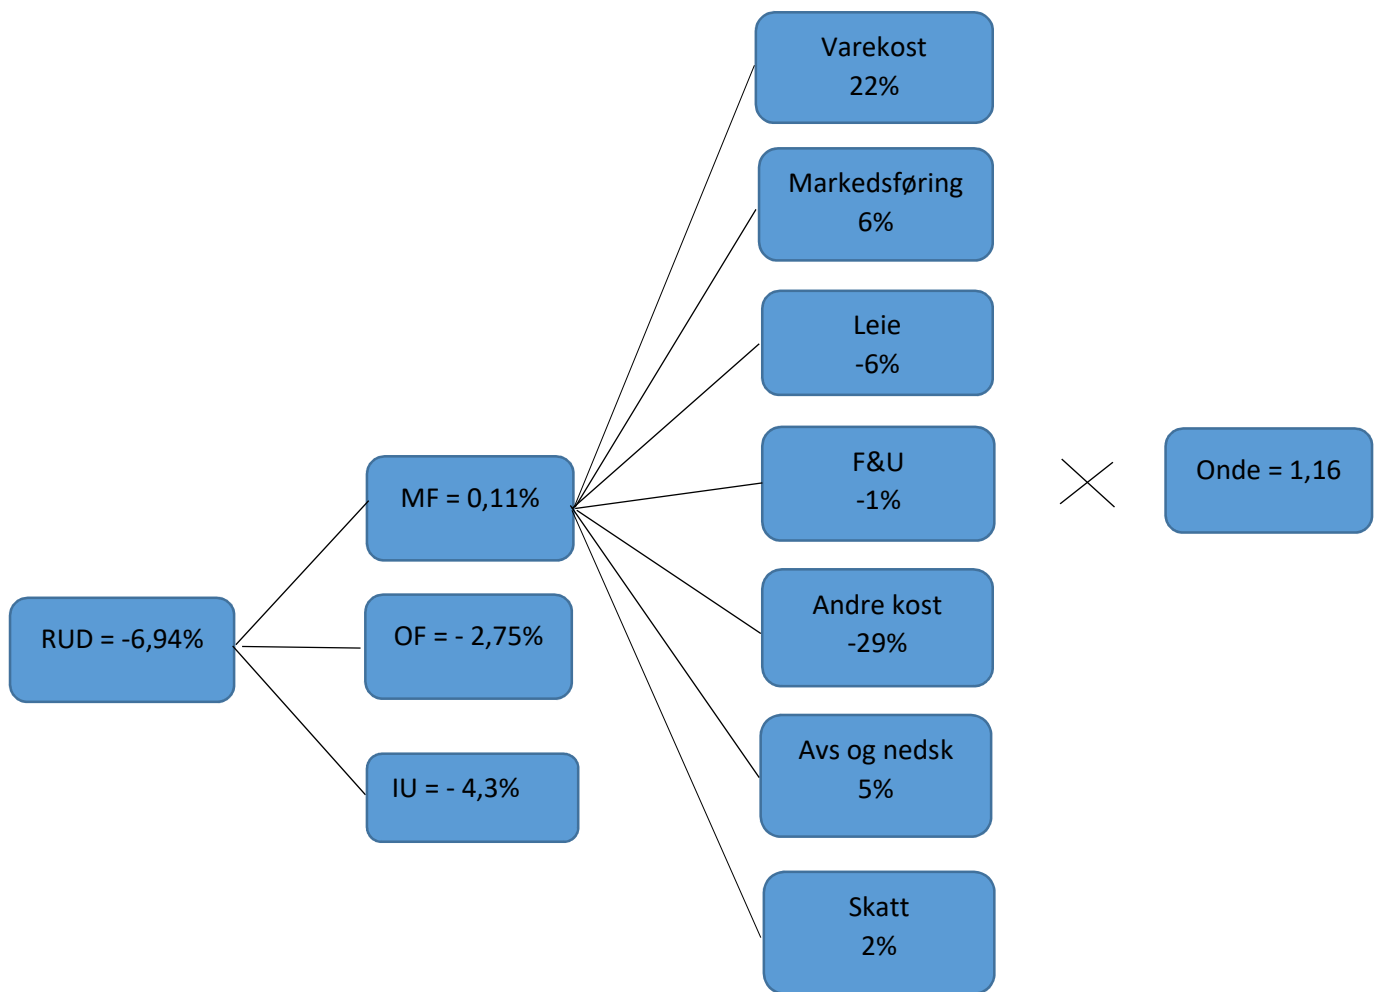 Varekost
22%
Markedsføring
6%
Leie
-6%
F&U
-1%
Onde = 1,16
MF = 0,11%
Andre kost
-29%
RUD = -6,94%
OF = - 2,75%
IU = - 4,3%
Avs og nedsk
5%
Skatt
2%